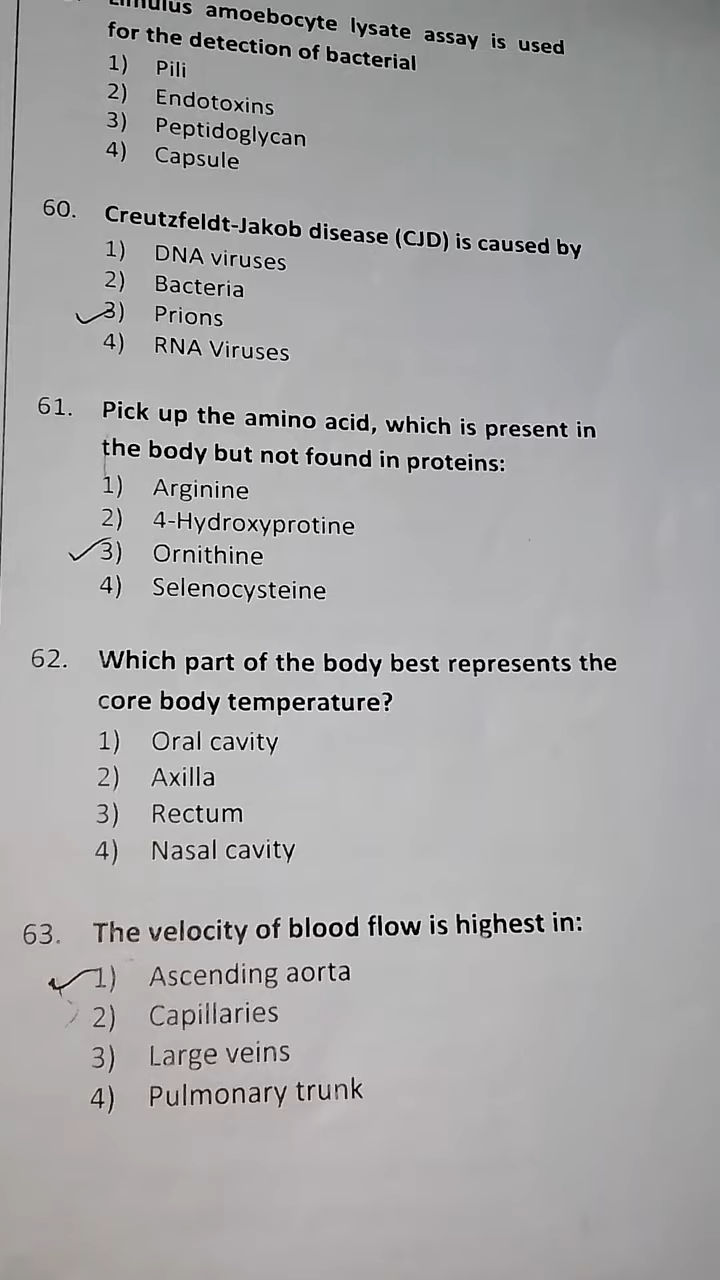 amoebocyte lysate assay is used
for the detection of bacterial
1) Pili
2) Endotoxins
3) Peptidoglycan
4) Capsule
60. Creutzfeldt-Jakob disease (CJD) is caused by
1) DNA viruses
2) Bacteria
3) Prions
4) RNA Viruses
61. Pick up the amino acid, which is present in
the body but not found in proteins:
1) Arginine
2) 4-Hydroxyprotine
3) Ornithine
4) Selenocysteine
62. Which part of the body best represents the
core body temperature?
1) Oral cavity
2) Axilla
3) Rectum
4) Nasal cavity
63. The velocity of blood flow is highest in:
1) Ascending aorta
2) Capillaries
3) Large veins
4) Pulmonary trunk